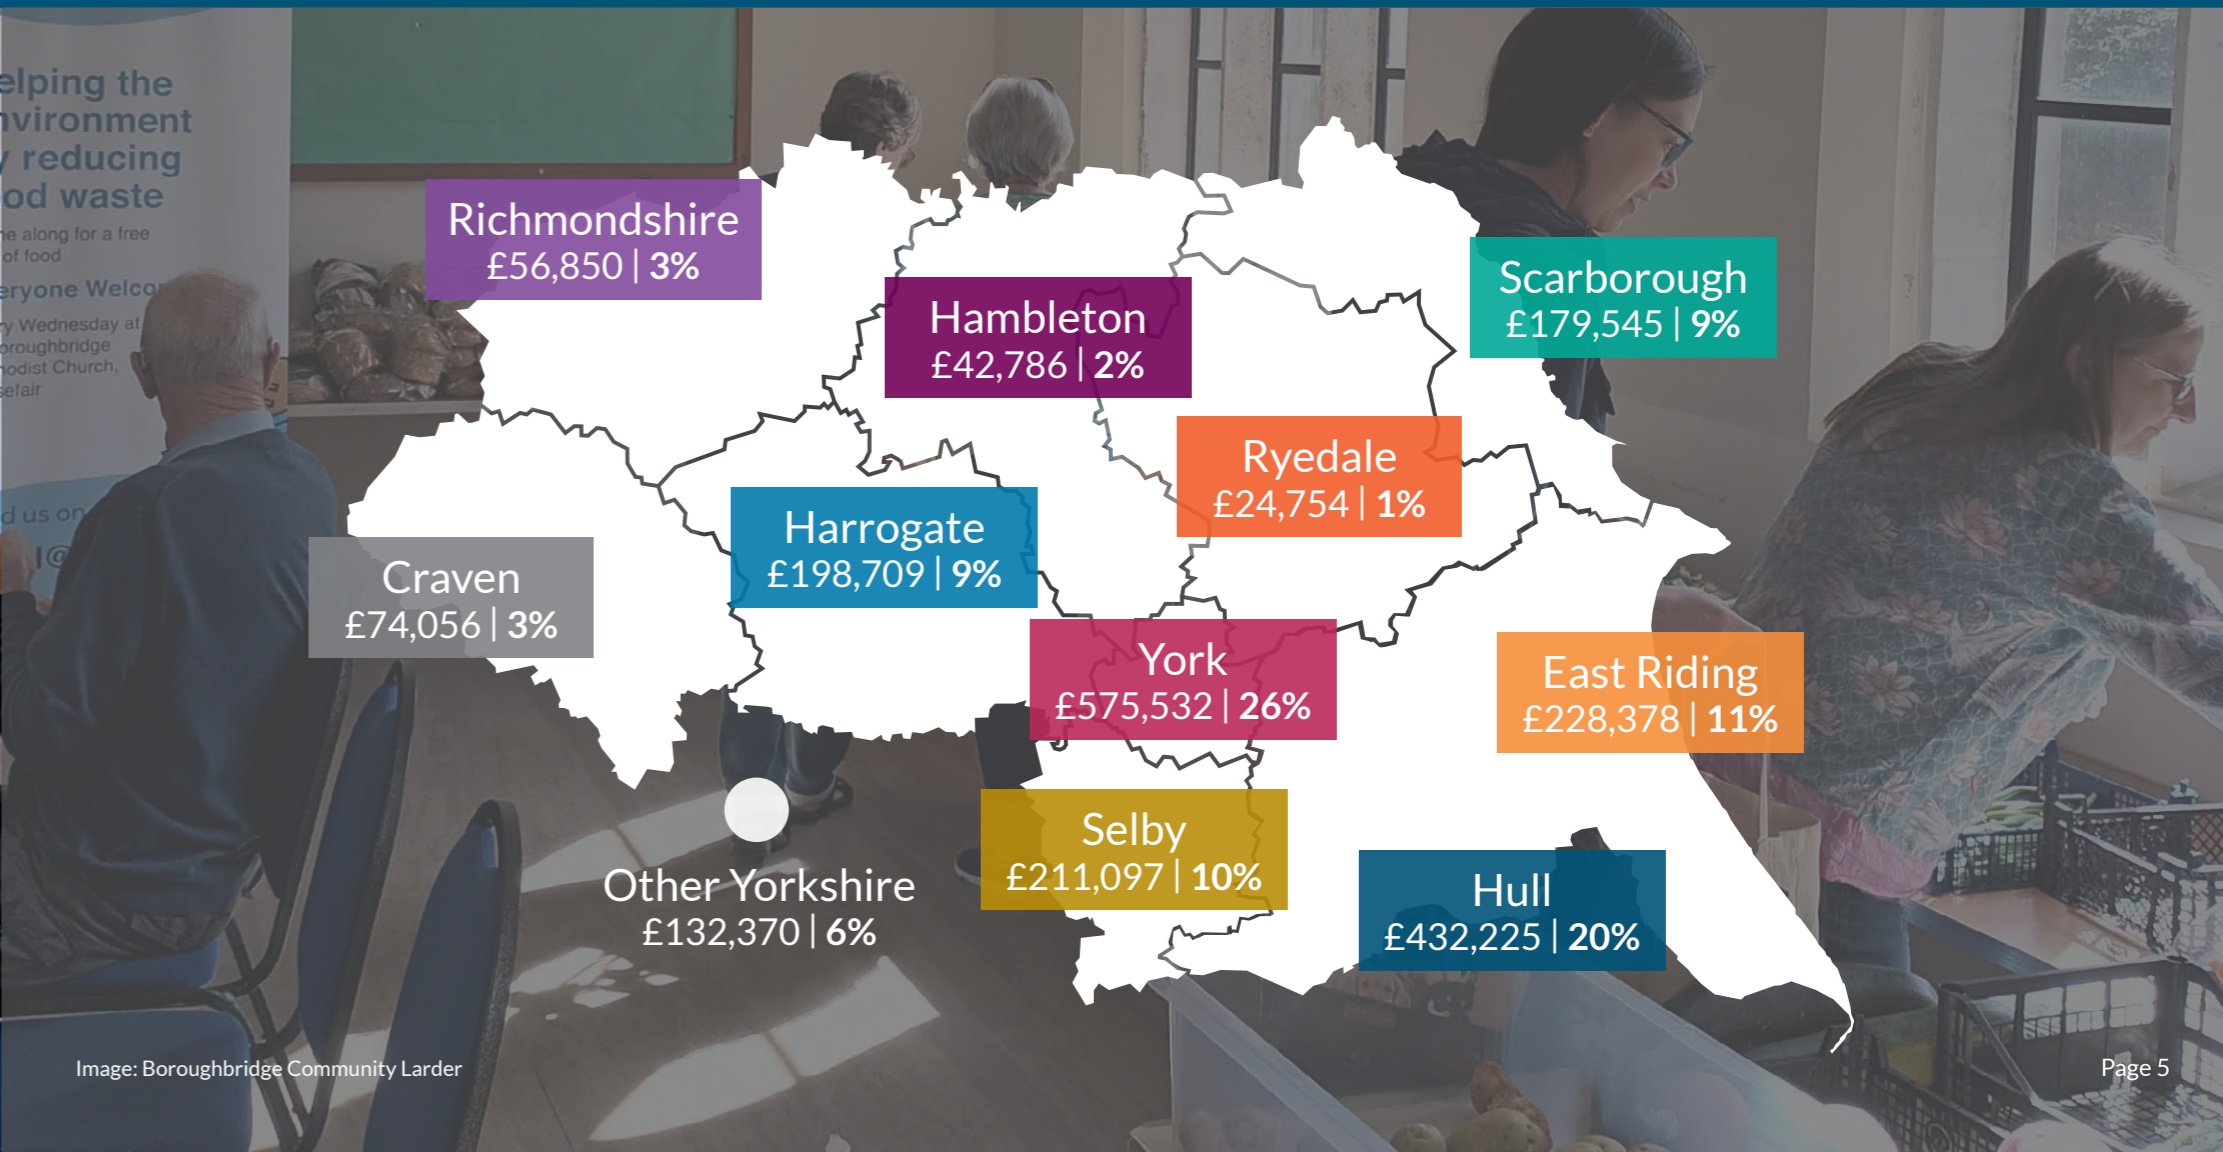 elping the
nvironment
y reducing
od waste
ne along for a free
of food
eryone Welco
ry Wednesday at
oroughbridge
hodist Church,
sefair
d us on
Richmondshire
£56,850 | 3%
Hambleton
£42,786 | 2%
Scarborough
£179,545 | 9%
Ryedale
£24,754 | 1%
Harrogate
£198,709 | 9%
Craven
£74,056 | 3%
York
£575,532 | 26%
East Riding
£228,378 | 11%
Selby
£211,097 | 10%
Hull
£432,225 | 20%
Other Yorkshire
£132,370 | 6%
Image: Boroughbridge Community Larder
Page 5